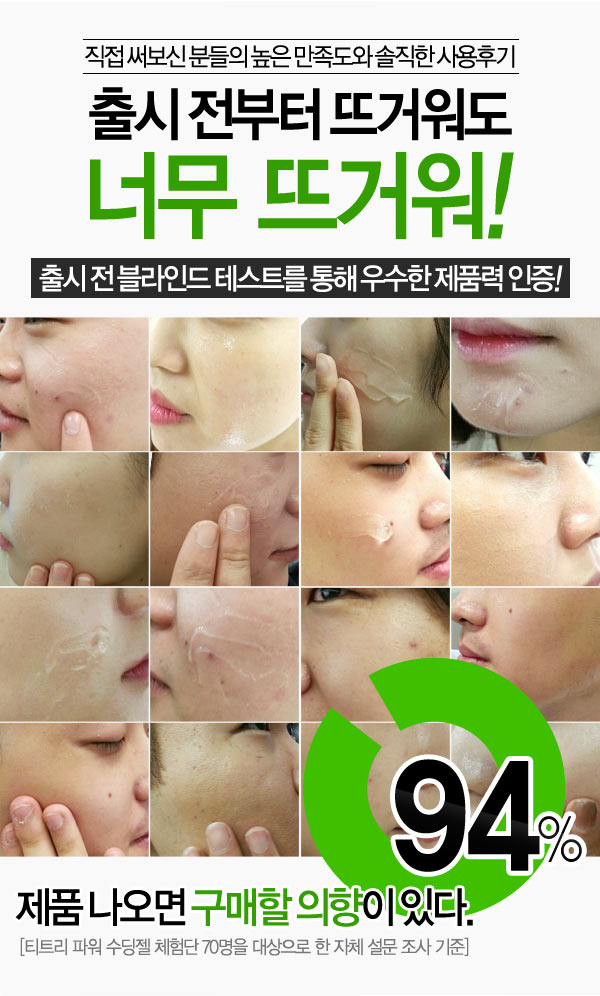 직접 써보신 분들의 높은 만족도와 솔직한 사용후기
출시 전부터 뜨거워도
너무 뜨거워!
출시 전 블라인드 테스트를 통해 우수한 제품력 인증!
94%
제품 나오면 구매할 의향이 있다.
[티트리 파워 수딩젤 체험단 70명을 대상으로 한 자체 설문 조사 기준]